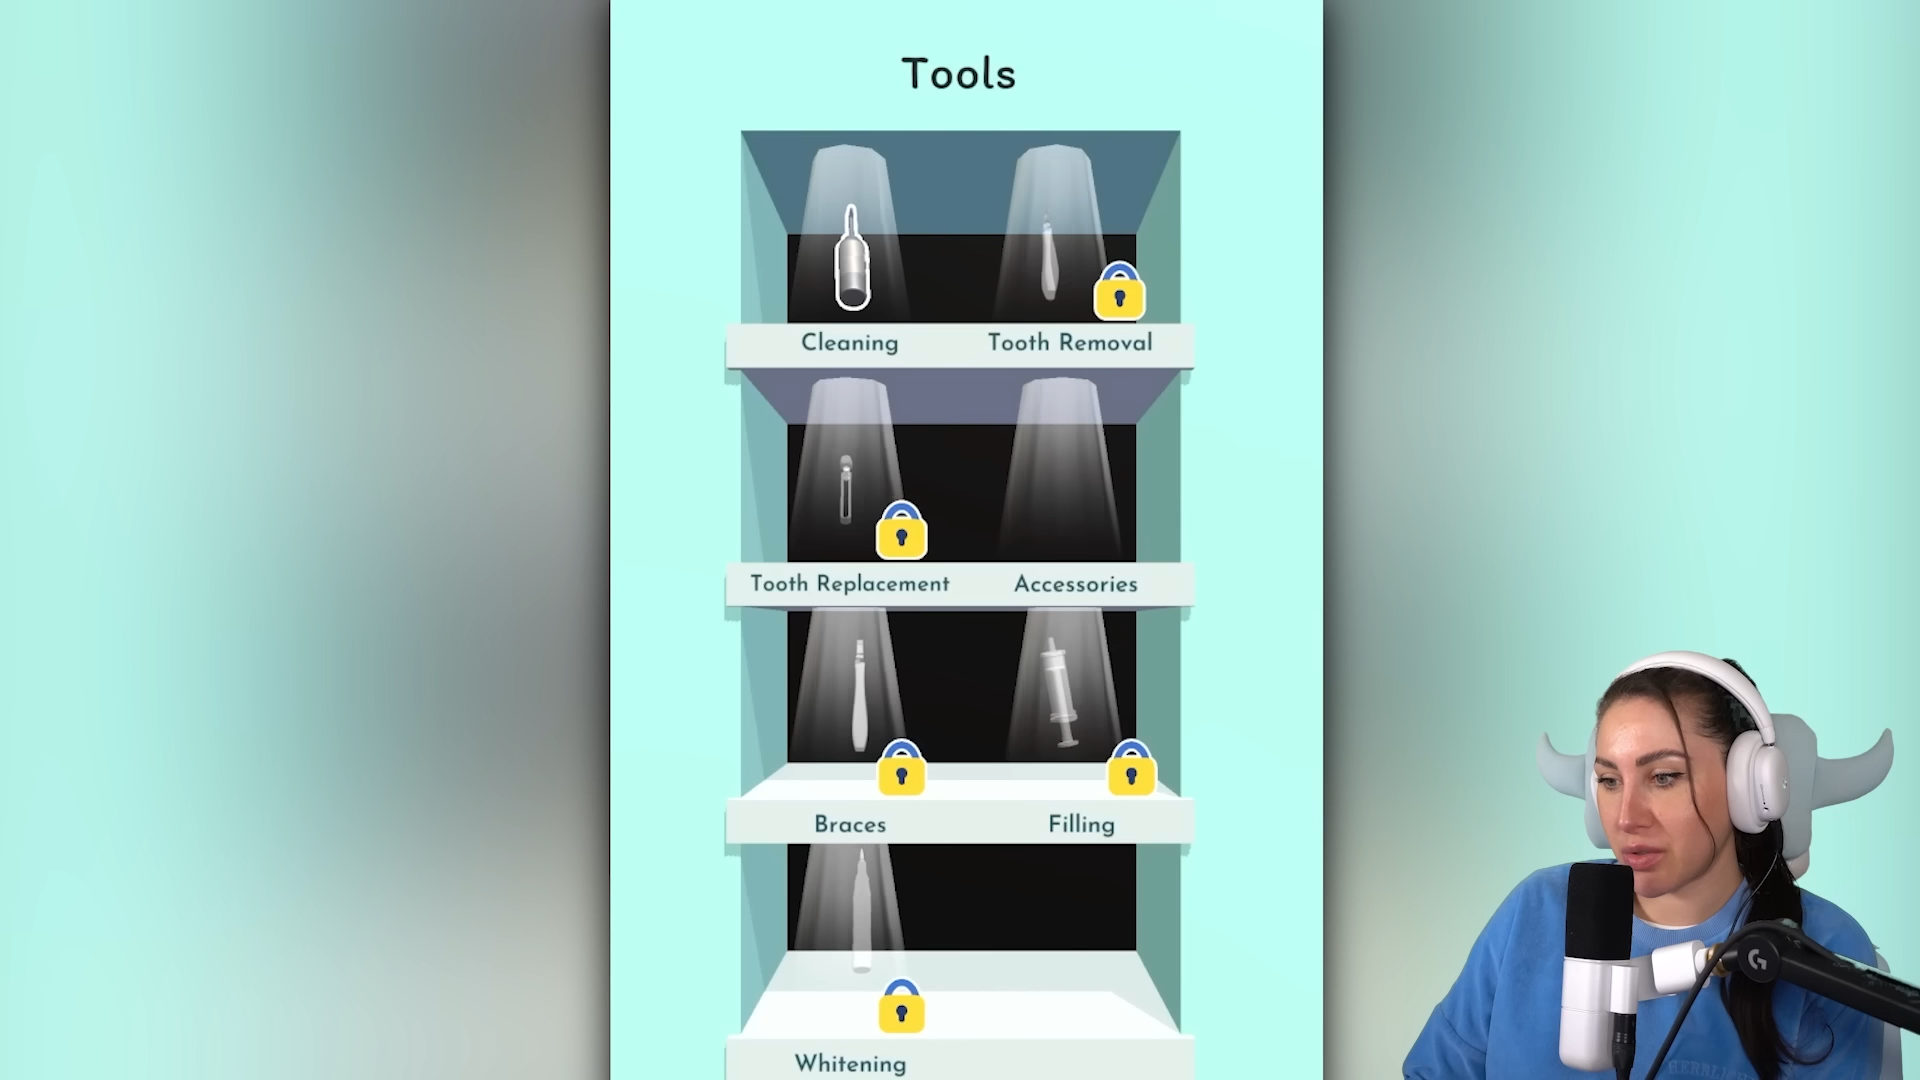 Tools
Cleaning
Tooth Removal
Tooth Replacement
Accessories
Braces
Filling
Whitening